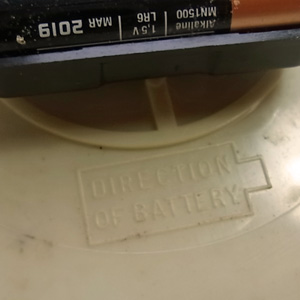 Alkaline
MN1500
1.5V
LR6
MAR 2019
DIRECTION
OF BATTERY